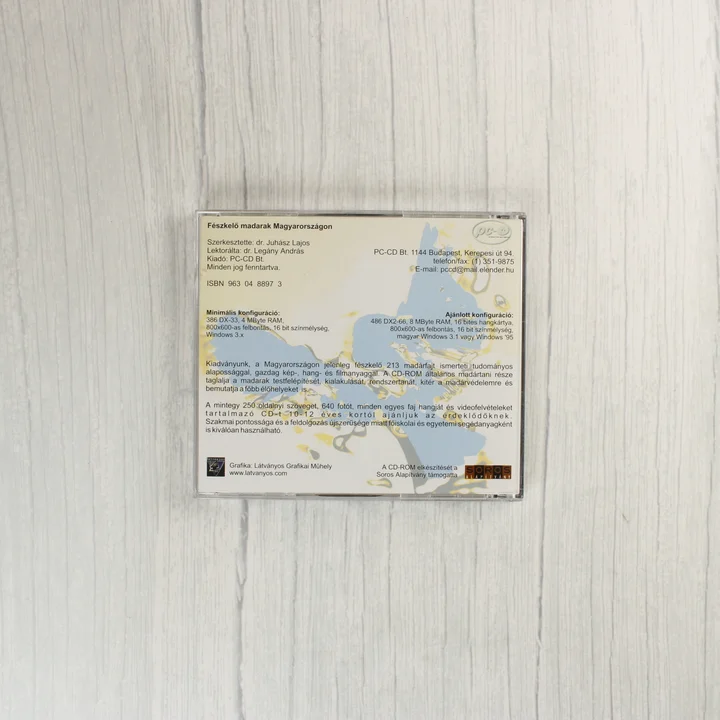 Fészkelő madarak Magyarországon
pc-cd
Szerkesztette: dr. Juhász Lajos
Lektorálta: dr. Legány András
Kiadó: PC-CD Bt.
Minden jog fenntartva.
PC-CD Bt. 1144 Budapest, Kerepesi út 94.
telefon/fax: (1) 351-9875
E-mail: pccd@mail.elender.hu
ISBN 963 04 8897 3
Minimális konfiguráció:
386 DX-33, 4 MByte RAM,
800x600-as felbontás, 16 bit színmélység,
Windows 3.x
Ajánlott konfiguráció:
486 DX2-66, 8 MByte RAM, 16 bites hangkártya,
800x600-as felbontás, 16 bit színmélység,
magyar Windows 3.1 vagy Windows '95
Kiadványunk, a Magyarországon jelenleg fészkelő 213 madárfajt ismerteti tudományos
alapossággal, gazdag kép-, hang- és filmanyaggal. A CD-ROM általános madártani része
taglalja a madarak testfelépítését, kialakulását, rendszertanát, kitér a madárvédelemre és
bemutatja a főbb élőhelyeket is.
A mintegy 250 oldalnyi szöveget, 640 fotót, minden egyes faj hangját és videofelvételeket
tartalmazó CD-t 10-12 éves kortól ajánljuk az érdeklődőknek.
Szakmai pontossága és a feldolgozás újszerűsége miatt főiskolai és egyetemi segédanyagként
is kiválóan használható.
Grafika: Látványos Grafikai Műhely
www.latvanyos.com
A CD-ROM elkészítését a
Soros Alapítvány támogatta
SOROS
ALAPÍTVÁNY